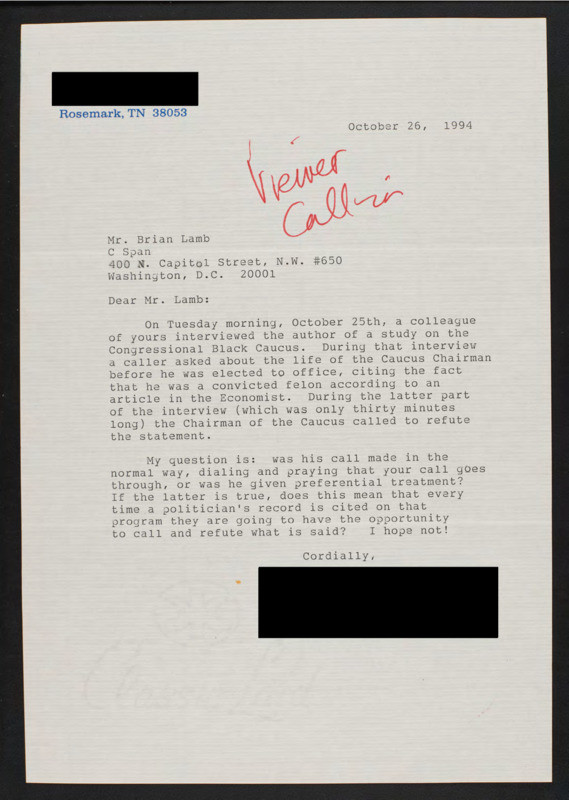 Rosemark, TN 38053
October 26, 1994
Viewer
Call-in
Mr. Brian Lamb
C Span
400 N. Capitol Street, N.W. #650
Washington, D.C. 20001
Dear Mr. Lamb:
On Tuesday morning, October 25th, a colleague
of yours interviewed the author of a study on the
Congressional Black Caucus. During that interview
a caller asked about the life of the Caucus Chairman
before he was elected to office, citing the fact
that he was a convicted felon according to an
article in the Economist. During the latter part
of the interview (which was only thirty minutes
long) the Chairman of the Caucus called to refute
the statement.
My question is: was his call made in the
normal way, dialing and praying that your call goes
through, or was he given preferential treatment?
If the latter is true, does this mean that every
time a politician's record is cited on that
program they are going to have the opportunity
to call and refute what is said? I hope not!
Cordially,